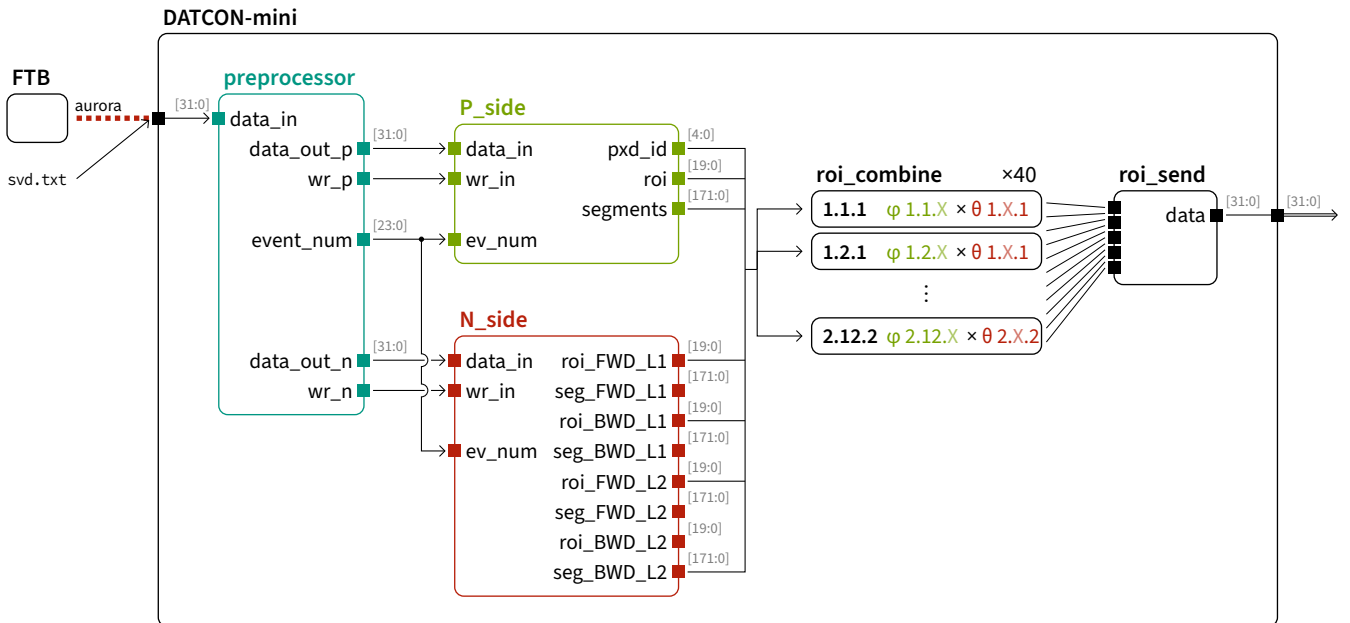 DATCON-mini
FTB
aurora
svd.txt
[31:0]
preprocessor
data_in
data_out_p
[31:0]
wr_p
event_num
[23:0]
data_out_n
[31:0]
wr_n
P_side
data_in
wr_in
ev_num
pxd_id
[4:0]
roi
[19:0]
segments
[171:0]
N_side
data_in
wr_in
ev_num
roi_FWD_L1
[19:0]
seg_FWD_L1
[171:0]
roi_BWD_L1
[19:0]
seg_BWD_L1
[171:0]
roi_FWD_L2
[19:0]
seg_FWD_L2
[171:0]
roi_BWD_L2
[19:0]
seg_BWD_L2
[171:0]
roi_combine ×40
1.1.1 φ 1.1.X × θ 1.X.1
1.2.1 φ 1.2.X × θ 1.X.1
⋮
2.12.2 φ 2.12.X × θ 2.X.2
roi_send
data
[31:0]
[31:0]